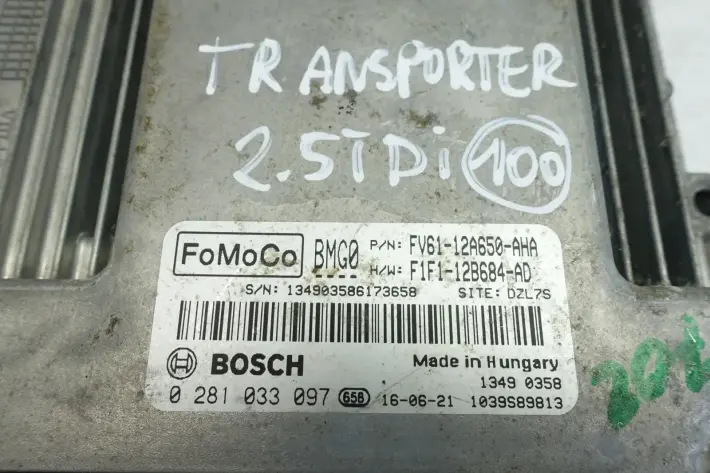 TRANSPORTER
2.5TDi 100
FoMoCo BMG0 P/N: FV61-12A650-AHA
H/W: F1F1-12B684-AD
S/N: 134903586173658 SITE: DZL7S
BOSCH Made in Hungary
1349 0358
0 281 033 097 658 16-06-21 1039S89813